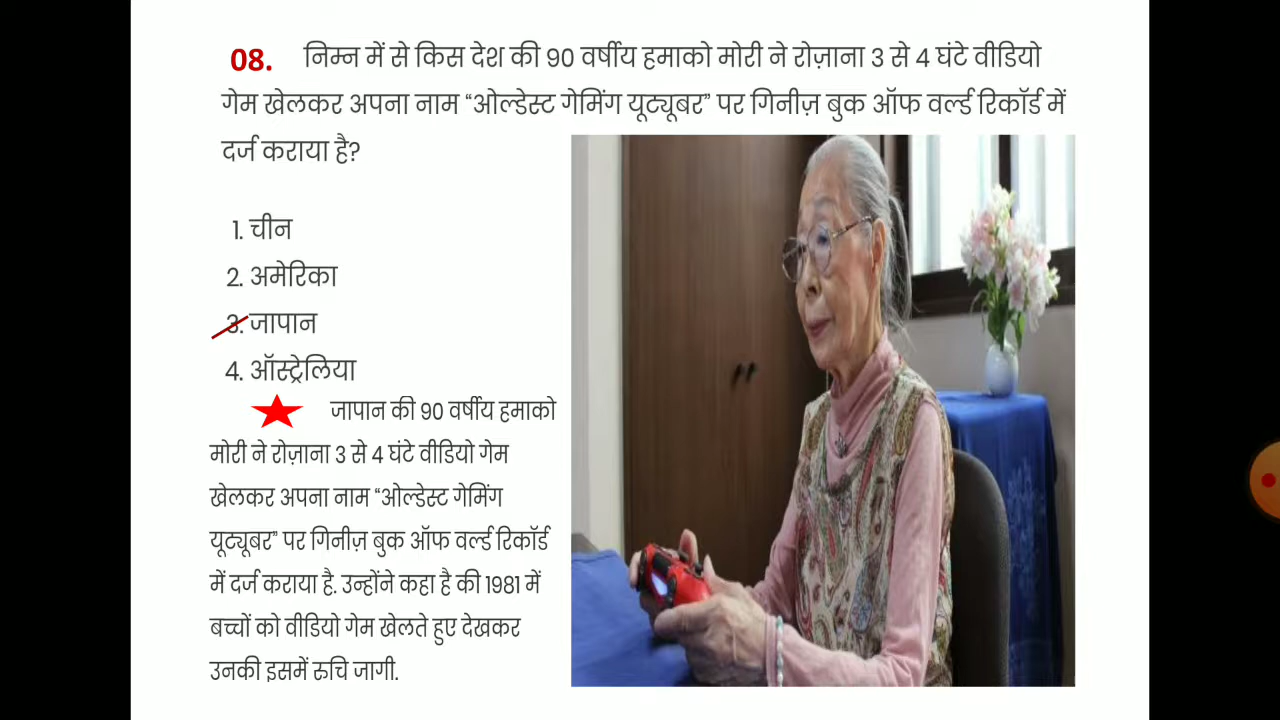 08. निम्न में से किस देश की 90 वर्षीय हमाको मोरी ने रोज़ाना 3 से 4 घंटे वीडियो
गेम खेलकर अपना नाम “ओल्डेस्ट गेमिंग यूट्यूबर” पर गिनीज़ बुक ऑफ वर्ल्ड रिकॉर्ड में
दर्ज कराया है?
1. चीन
2. अमेरिका
3. जापान
4. ऑस्ट्रेलिया
जापान की 90 वर्षीय हमाको
मोरी ने रोज़ाना 3 से 4 घंटे वीडियो गेम
खेलकर अपना नाम “ओल्डेस्ट गेमिंग
यूट्यूबर” पर गिनीज़ बुक ऑफ वर्ल्ड रिकॉर्ड
में दर्ज कराया है. उन्होंने कहा है की 1981 में
बच्चों को वीडियो गेम खेलते हुए देखकर
उनकी इसमें रुचि जागी.